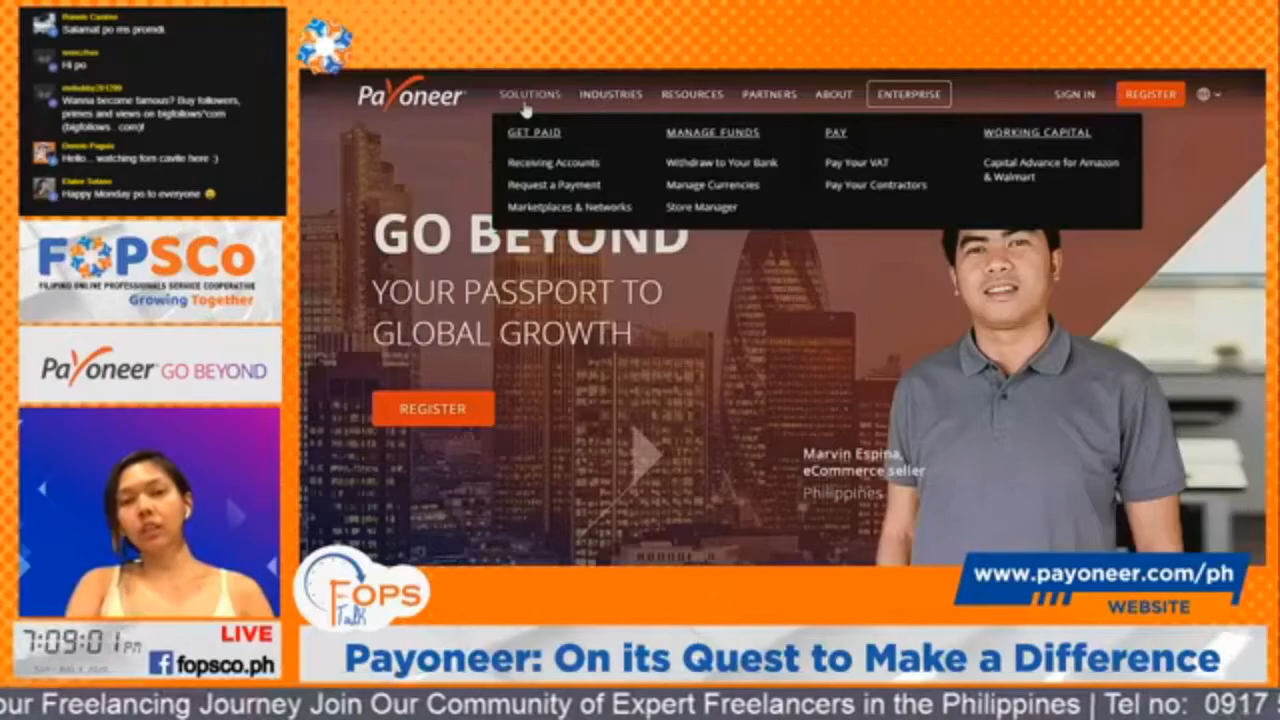 Salamat po ms promdi
Hi po
Wanna become famous? Buy followers,
primes and views on bigfollows*com
(bigfollows . com)!
Dennis Paguio
Hello... watching fom cavite here :)
Happy Monday po to everyone 😀
FOPSCo
FILIPINO ONLINE PROFESSIONALS SERVICE COOPERATIVE
Growing Together
Payoneer GO BEYOND
7:09:01 PM
LIVE
fopsco.ph
Payoneer
SOLUTIONS INDUSTRIES RESOURCES PARTNERS ABOUT ENTERPRISE SIGN IN REGISTER
GET PAID MANAGE FUNDS PAY WORKING CAPITAL
Receiving Accounts Withdraw to Your Bank Pay Your VAT Capital Advance for Amazon
& Walmart
Request a Payment Manage Currencies Pay Your Contractors
Marketplaces & Networks Store Manager
GO BEYOND
YOUR PASSPORT TO
GLOBAL GROWTH
REGISTER
Marvin Espina,
eCommerce seller
Philippines
FOPS
Talk
www.payoneer.com/ph
WEBSITE
Payoneer: On its Quest to Make a Difference
our Freelancing Journey Join Our Community of Expert Freelancers in the Philippines | Tel no: 0917